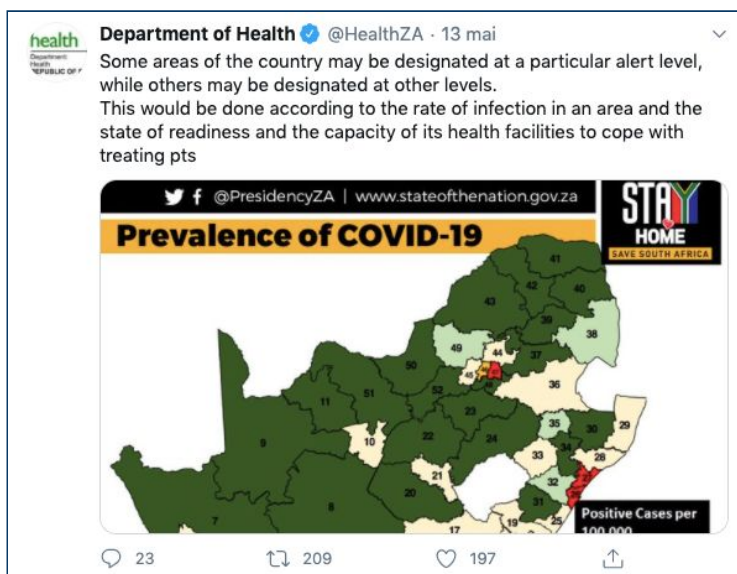 health
Department:
Health
REPUBLIC OF
Department of Health @HealthZA · 13 mai
Some areas of the country may be designated at a particular alert level,
while others may be designated at other levels.
This would be done according to the rate of infection in an area and the
state of readiness and the capacity of its health facilities to cope with
treating pts
@PresidencyZA | www.stateofthenation.gov.za
STAY
HOME
SAVE SOUTH AFRICA
Prevalence of COVID-19
41
42
40
43
39
38
49
44
37
50
45
36
51
52
11
23
35
30
29
10
22
24
34
9
33
28
21
32
20
31
8
7
17
19
25
Positive Cases per
100 000
23
209
197